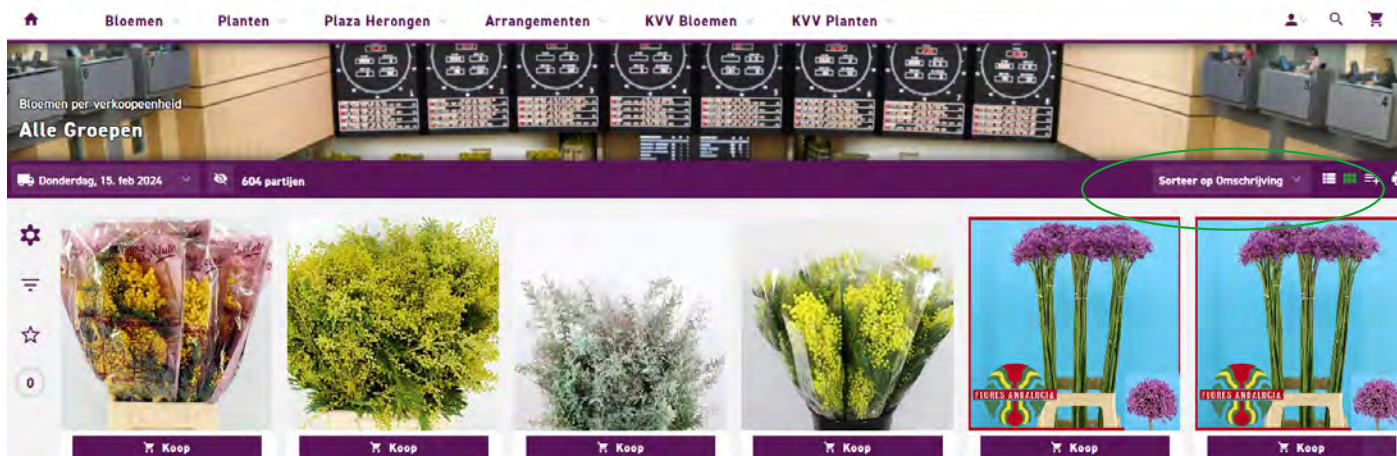 Bloemen Planten Plaza Herongen Arrangementen KVV Bloemen KVV Planten
Bloemen per verkoopeenheid
Alle Groepen
Donderdag, 15. feb 2024 604 partijen Sorteer op Omschrijving
0
FLORES ANDALUCIA FLORES ANDALUCIA
Koop Koop Koop Koop Koop Koop